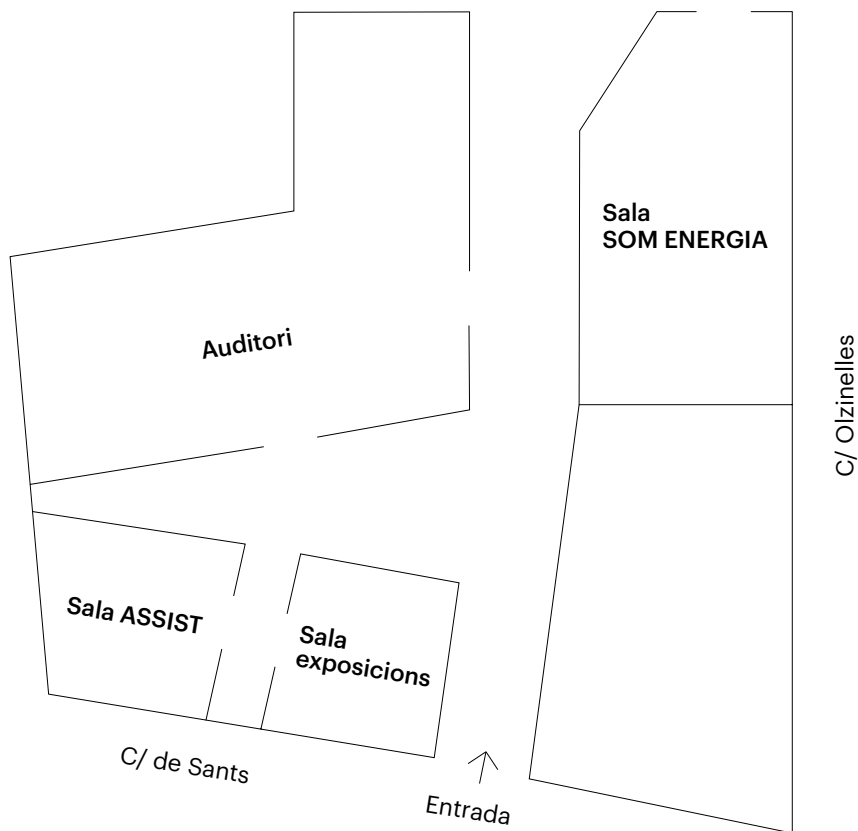 Sala
SOM ENERGIA
Auditori
C/ Olzinelles
Sala ASSIST
Sala
exposicions
C/ de Sants
Entrada